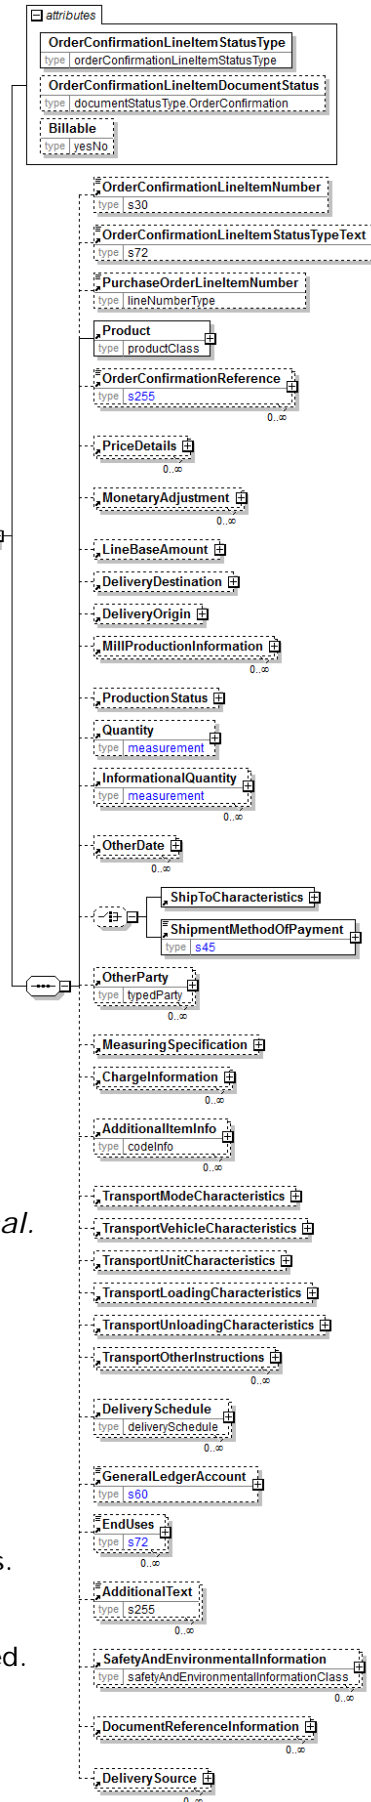 attributes
OrderConfirmationLineItemStatusType
type orderConfirmationLineItemStatusType
OrderConfirmationLineItemDocumentStatus
type documentStatusType.OrderConfirmation
Billable
type yesNo
OrderConfirmationLineItemNumber
type s30
OrderConfirmationLineItemStatusTypeText
type s72
PurchaseOrderLineItemNumber
type lineNumberType
Product
type productClass
OrderConfirmationReference
type s255
0..∞
PriceDetails
0..∞
MonetaryAdjustment
0..∞
LineBaseAmount
DeliveryDestination
DeliveryOrigin
MillProductionInformation
0..∞
ProductionStatus
Quantity
type measurement
InformationalQuantity
type measurement
0..∞
OtherDate
0..∞
ShipToCharacteristics
ShipmentMethodOfPayment
type s45
OtherParty
type typedParty
0..∞
MeasuringSpecification
ChargeInformation
0..∞
AdditionalItemInfo
type codeInfo
0..∞
TransportModeCharacteristics
al.
TransportVehicleCharacteristics
TransportUnitCharacteristics
TransportLoadingCharacteristics
TransportUnloadingCharacteristics
TransportOtherInstructions
0..∞
DeliverySchedule
type deliverySchedule
0..∞
GeneralLedgerAccount
type s60
EndUses
type s72
0..∞
s.
AdditionalText
type s255
0..∞
ed.
SafetyAndEnvironmentalInformation
type safetyAndEnvironmentalInformationClass
0..∞
DocumentReferenceInformation
0..∞
DeliverySource
0..∞